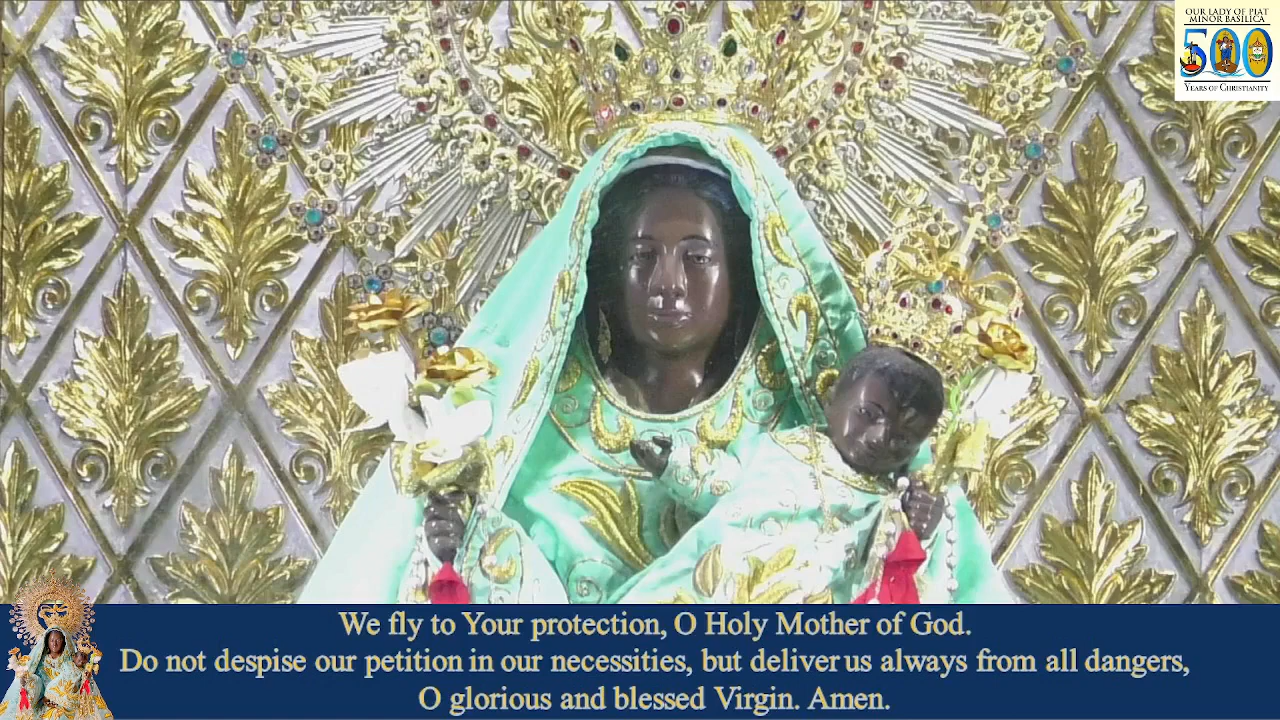 OUR LADY OF PIAT
MINOR BASILICA
500
YEARS OF CHRISTIANITY
We fly to Your protection, O Holy Mother of God.
Do not despise our petition in our necessities, but deliver us always from all dangers,
O glorious and blessed Virgin. Amen.